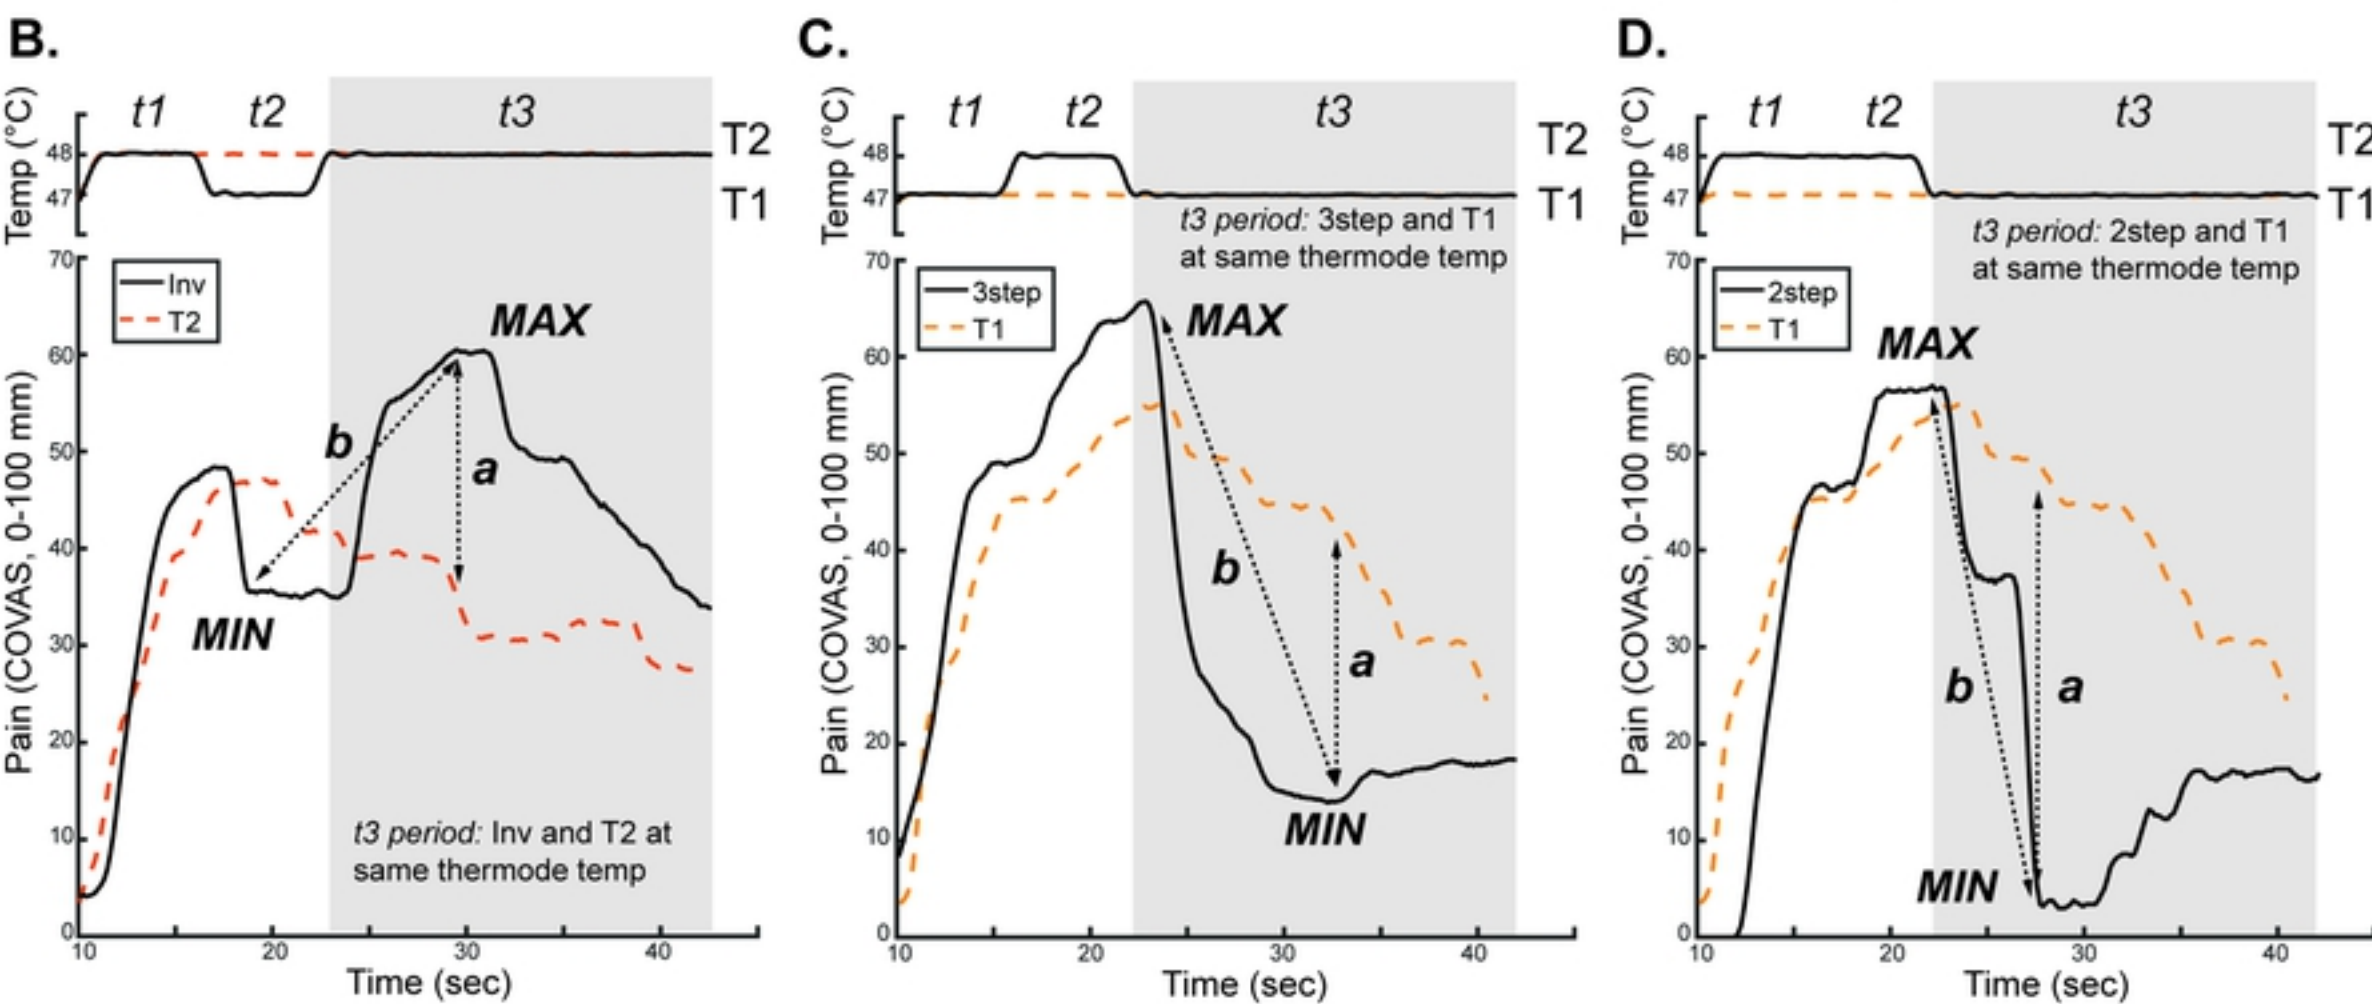 B.
Temp (°C)
48
47
t1
t2
t3
T2
T1
Pain (COVAS, 0-100 mm)
70
60
50
40
30
20
10
0
Inv
T2
MAX
MIN
b
a
t3 period: Inv and T2 at
same thermode temp
10
20
30
40
Time (sec)
C.
Temp (°C)
48
47
t1
t2
t3
T2
T1
t3 period: 3step and T1
at same thermode temp
Pain (COVAS, 0-100 mm)
70
60
50
40
30
20
10
0
3step
T1
MAX
b
a
MIN
10
20
30
40
Time (sec)
D.
Temp (°C)
48
47
t1
t2
t3
T2
T1
t3 period: 2step and T1
at same thermode temp
Pain (COVAS, 0-100 mm)
70
60
50
40
30
20
10
0
2step
T1
MAX
b
a
MIN
10
20
30
40
Time (sec)